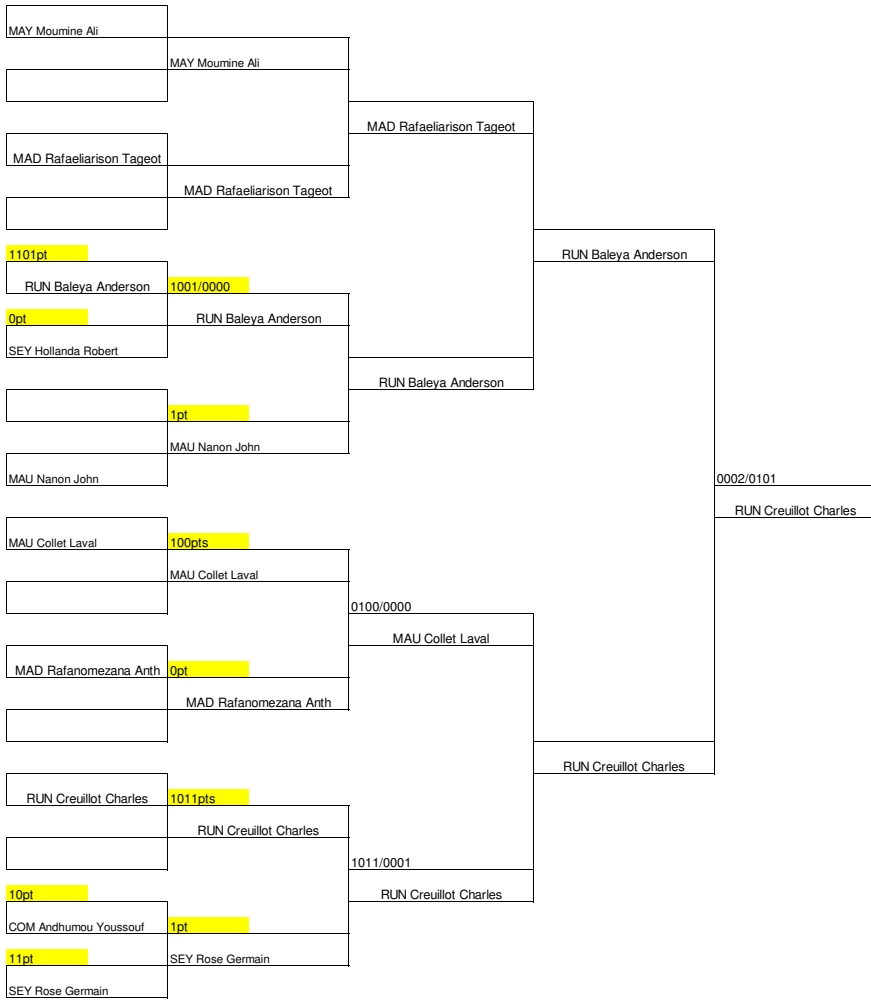 MAY Moumine Ali
MAY Moumine Ali
MAD Rafaeliarison Tageot
MAD Rafaeliarison Tageot
MAD Rafaeliarison Tageot
1101pt
RUN Baleya Anderson
RUN Baleya Anderson
1001/0000
0pt
RUN Baleya Anderson
SEY Hollanda Robert
RUN Baleya Anderson
1pt
MAU Nanon John
MAU Nanon John
0002/0101
RUN Creuillot Charles
MAU Collet Laval
100pts
MAU Collet Laval
0100/0000
MAU Collet Laval
MAD Rafanomezana Anth
0pt
MAD Rafanomezana Anth
RUN Creuillot Charles
RUN Creuillot Charles
1011pts
RUN Creuillot Charles
1011/0001
10pt
RUN Creuillot Charles
COM Andhumou Youssouf
1pt
11pt
SEY Rose Germain
SEY Rose Germain